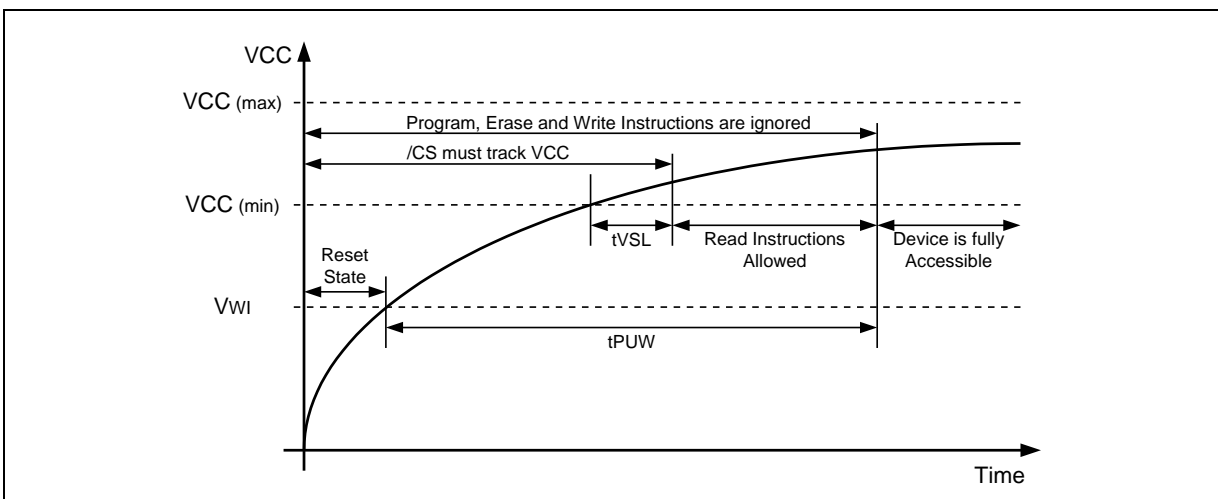 VCC
VCC (max)
Program, Erase and Write Instructions are ignored
/CS must track VCC
VCC (min)
tVSL
Read Instructions
Allowed
Device is fully
Accessible
Reset
State
VWI
tPUW
Time